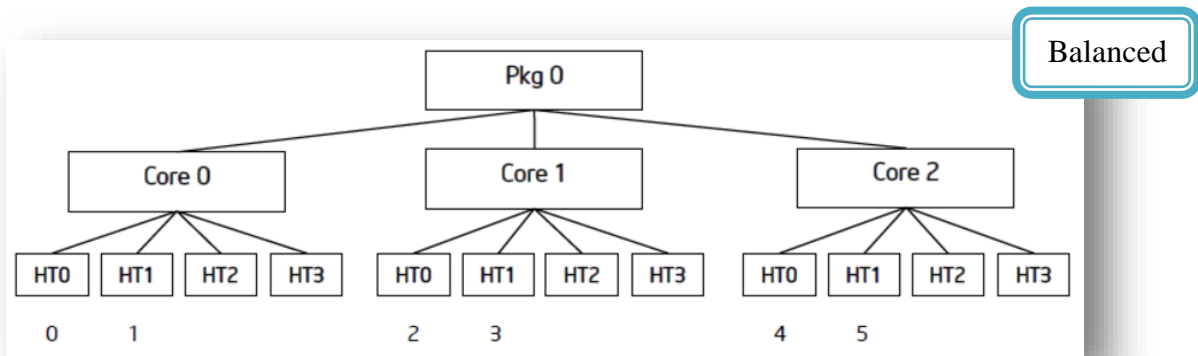 Balanced
Pkg 0
Core 0 Core 1 Core 2
HT0 HT1 HT2 HT3 HT0 HT1 HT2 HT3 HT0 HT1 HT2 HT3
0 1 2 3 4 5